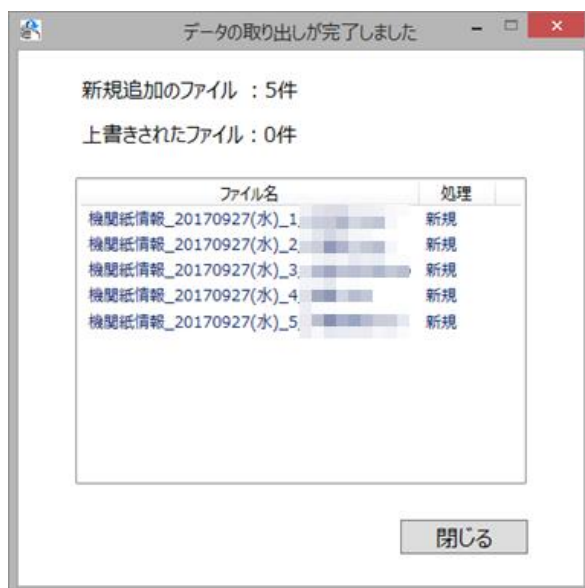 データの取り出しが完了しました
新規追加のファイル ：5件
上書きされたファイル：0件
ファイル名 処理
機関紙情報_20170927(水)_1_ 新規
機関紙情報_20170927(水)_2_ 新規
機関紙情報_20170927(水)_3_ 新規
機関紙情報_20170927(水)_4_ 新規
機関紙情報_20170927(水)_5_ 新規
閉じる